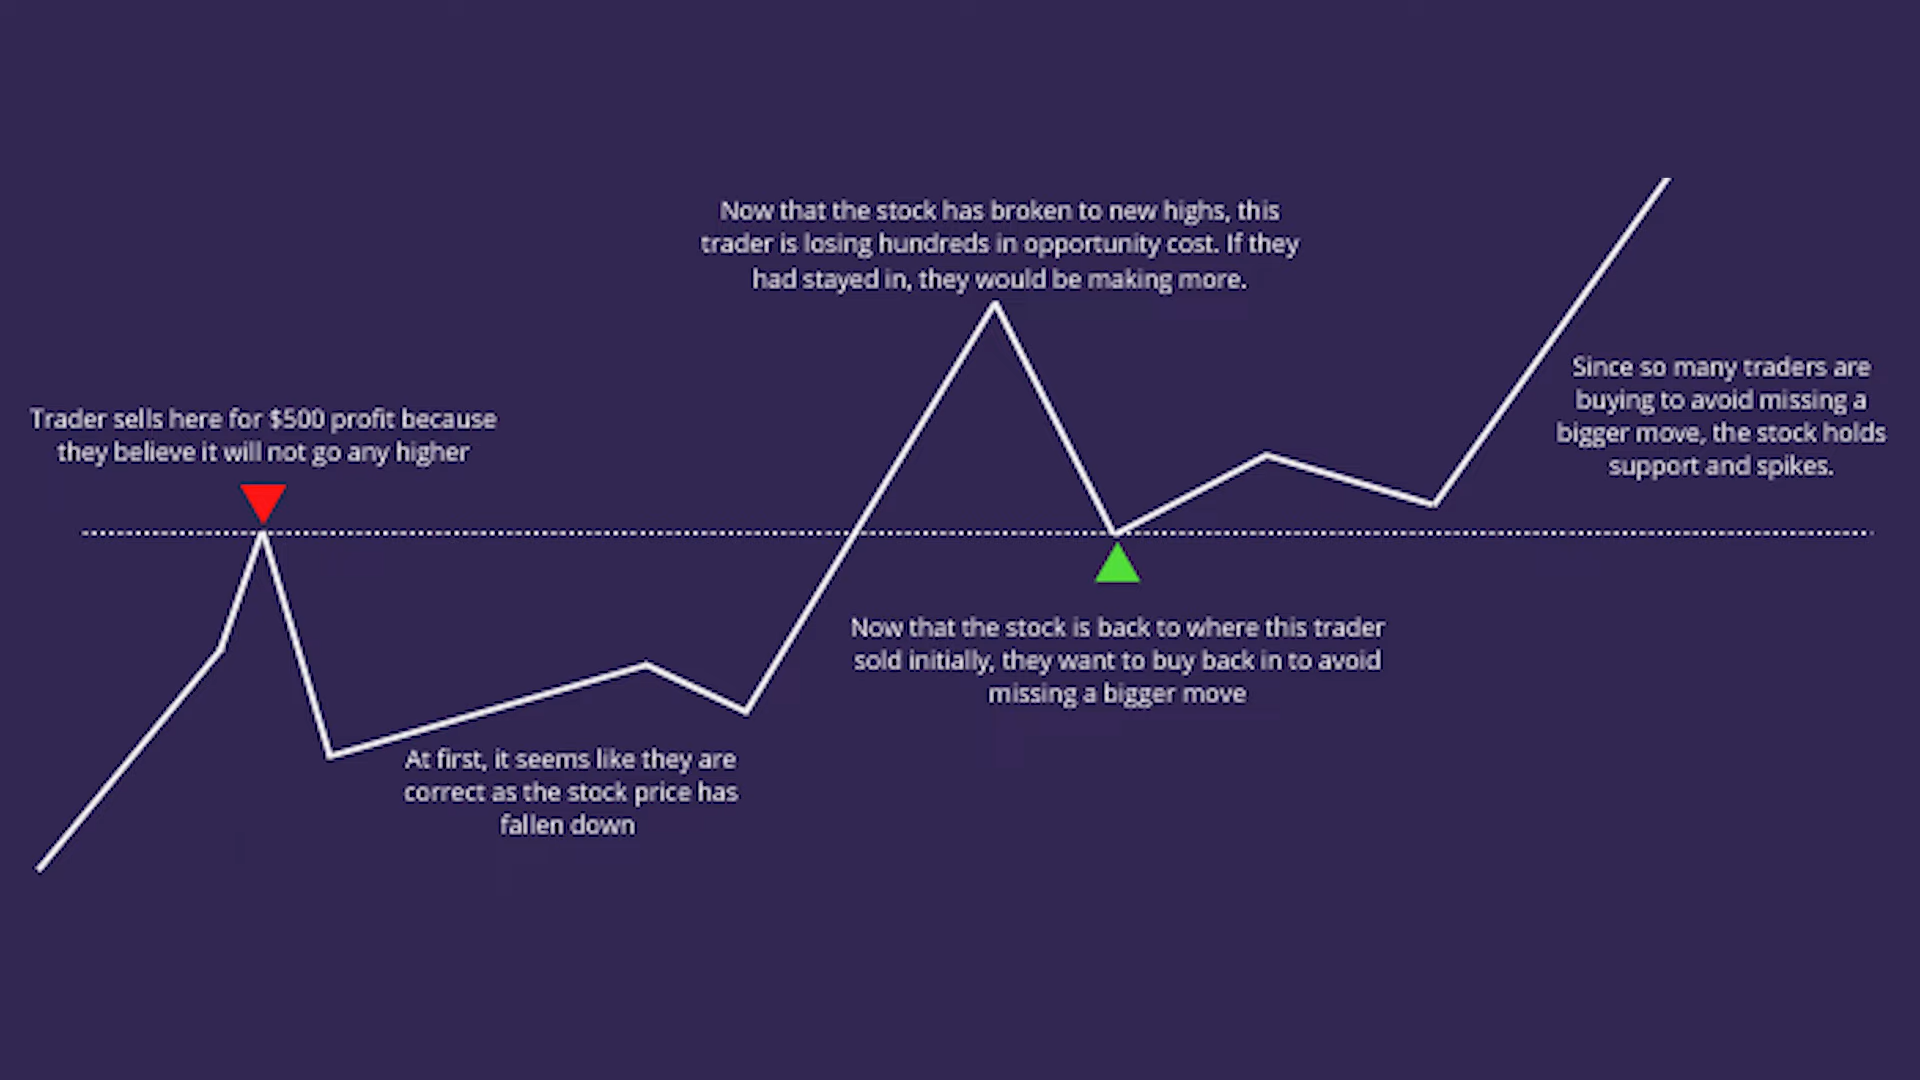 Now that the stock has broken to new highs, this
trader is losing hundreds in opportunity cost. If they
had stayed in, they would be making more.
Since so many traders are
buying to avoid missing a
bigger move, the stock holds
support and spikes.
Trader sells here for $500 profit because
they believe it will not go any higher
Now that the stock is back to where this trader
sold initially, they want to buy back in to avoid
missing a bigger move
At first, it seems like they are
correct as the stock price has
fallen down